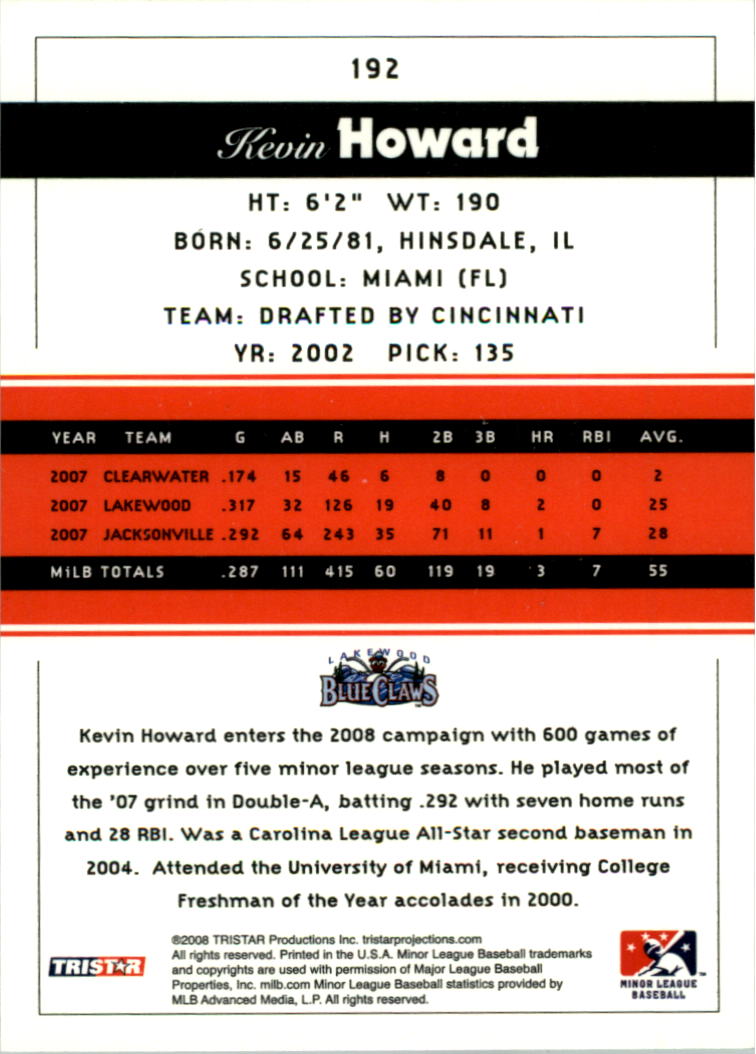 192
Kevin Howard
HT: 6'2" WT: 190
BORN: 6/25/81, HINSDALE, IL
SCHOOL: MIAMI (FL)
TEAM: DRAFTED BY CINCINNATI
YR: 2002 PICK: 135
YEAR TEAM G AB R H 2B 3B HR RBI AVG.
2007 CLEARWATER .174 15 46 6 8 0 0 0 2
2007 LAKEWOOD .317 32 126 19 40 8 2 0 25
2007 JACKSONVILLE .292 64 243 35 71 11 1 7 28
MiLB TOTALS .287 111 415 60 119 19 3 7 55
LAKEWOOD
BLUECLAWS
Kevin Howard enters the 2008 campaign with 600 games of
experience over five minor league seasons. He played most of
the '07 grind in Double-A, batting .292 with seven home runs
and 28 RBI. Was a Carolina League All-Star second baseman in
2004. Attended the University of Miami, receiving College
Freshman of the Year accolades in 2000.
TRISTAR
©2008 TRISTAR Productions Inc. tristarprojections.com
All rights reserved. Printed in the U.S.A. Minor League Baseball trademarks
and copyrights are used with permission of Major League Baseball
Properties, Inc. milb.com Minor League Baseball statistics provided by
MLB Advanced Media, L.P. All rights reserved.
MINOR LEAGUE
BASEBALL